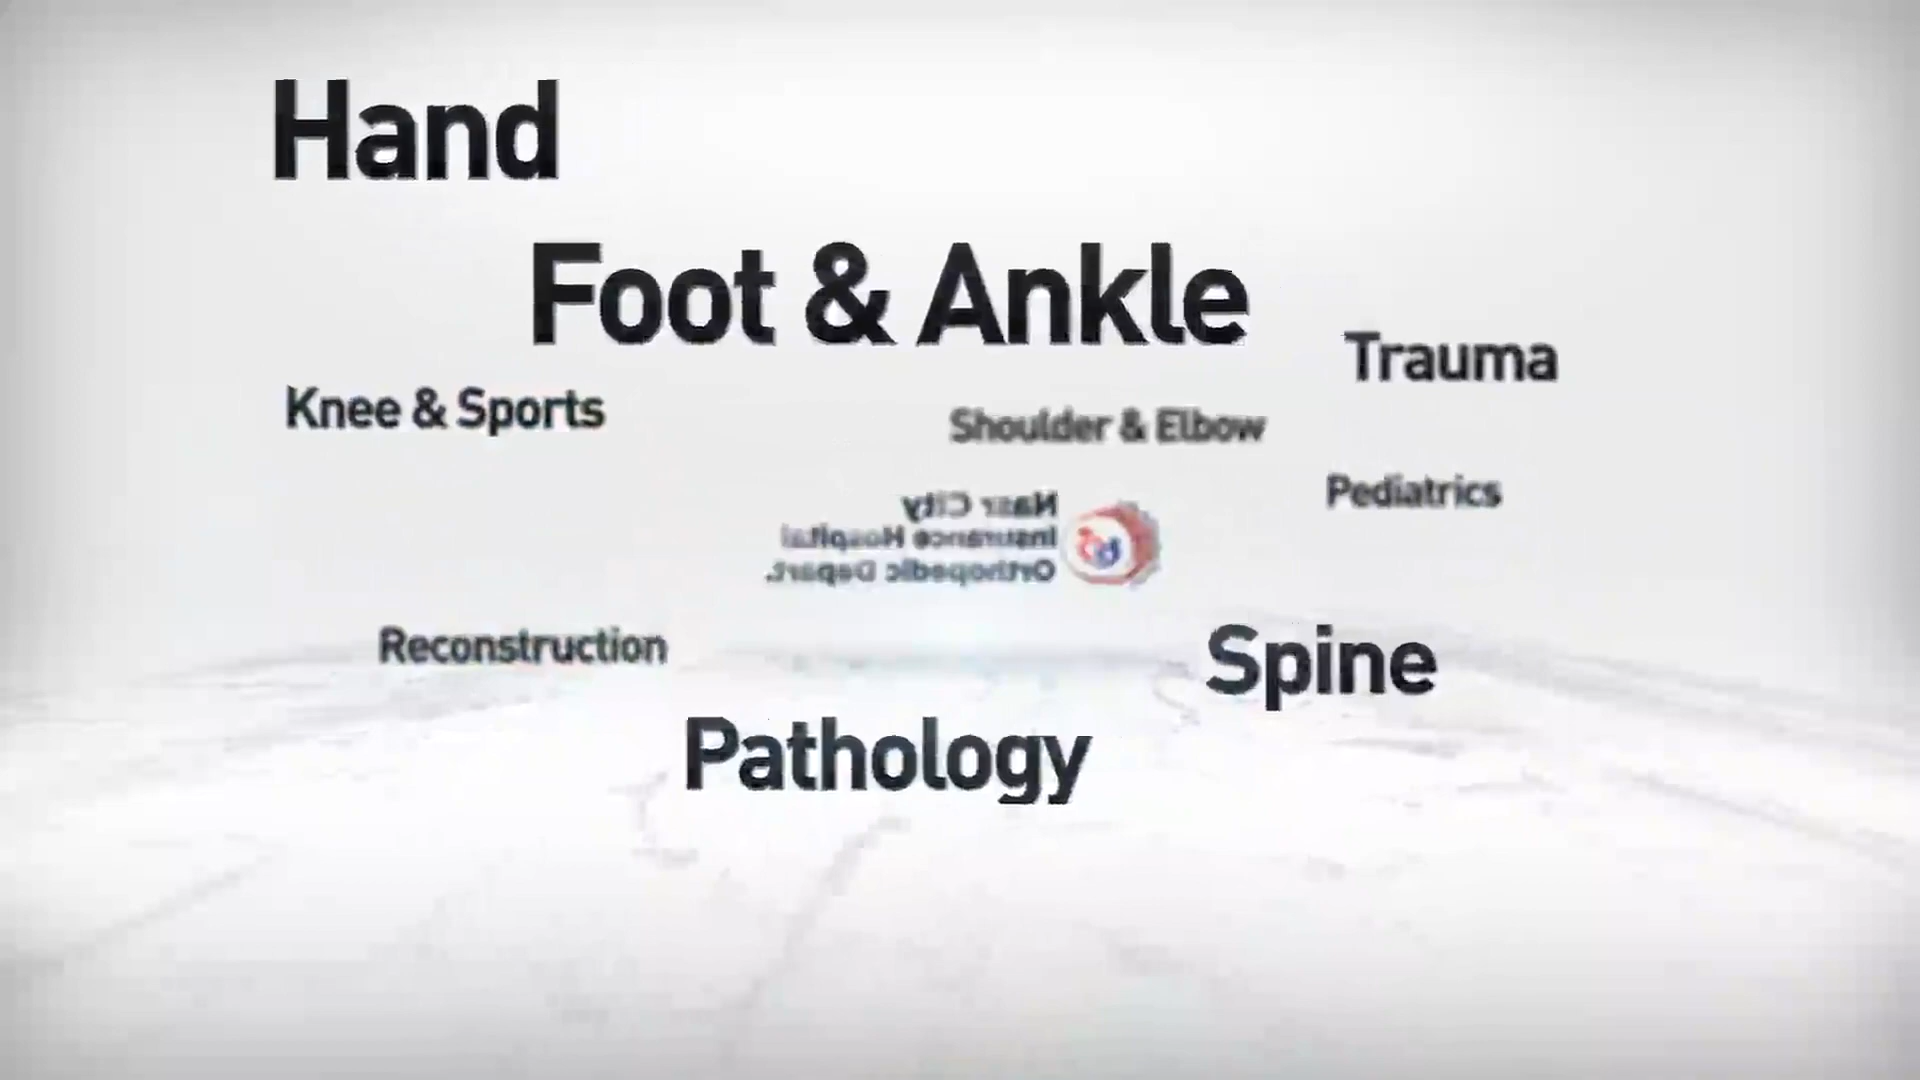 Hand
Foot & Ankle
Trauma
Knee & Sports
Shoulder & Elbow
Pediatrics
Nasr City
Insurance Hospital
Orthopedic Depart.
Reconstruction
Spine
Pathology